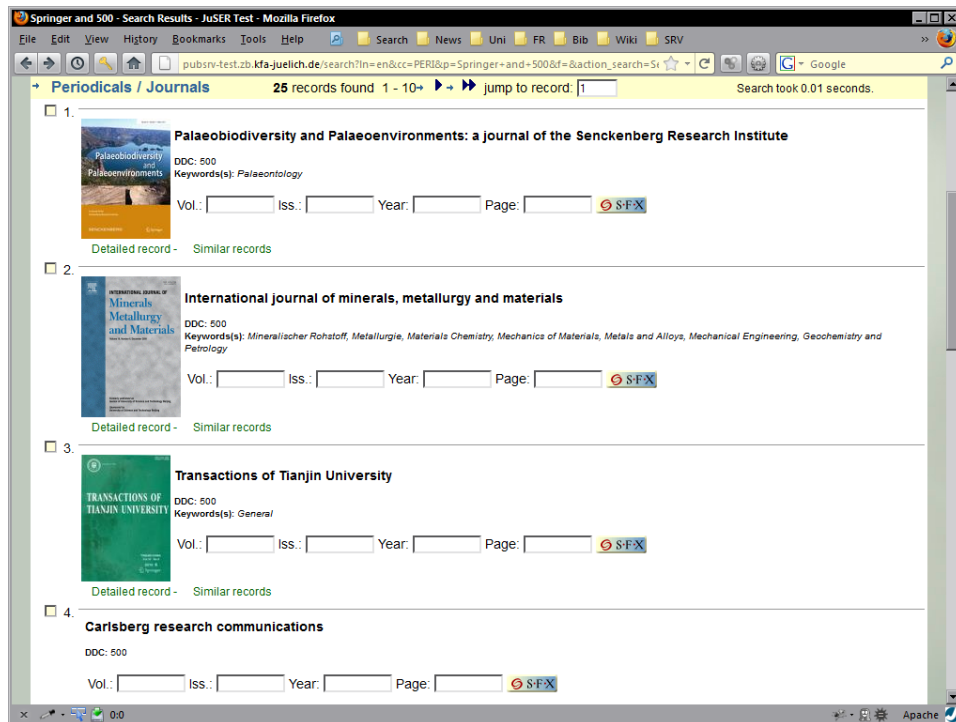 Springer and 500 - Search Results - JuSER Test - Mozilla Firefox
File Edit View History Bookmarks Tools Help Search News Uni FR Bib Wiki SRV »
pubsrv-test.zb.kfa-juelich.de/search?ln=en&cc=PERI&p=Springer+and+500&f=&action_search=S Google
Periodicals / Journals 25 records found 1 - 10 jump to record: 1 Search took 0.01 seconds.
1.
Palaeobiodiversity and Palaeoenvironments: a journal of the Senckenberg Research Institute
Palaeobiodiversity
and
Palaeoenvironments
DDC: 500
Keywords(s): Palaeontology
Vol.: Iss.: Year: Page: S·F·X
Detailed record - Similar records
2.
International journal of minerals, metallurgy and materials
INTERNATIONAL JOURNAL OF
Minerals
Metallurgy
and Materials
DDC: 500
Keywords(s): Mineralischer Rohstoff, Metallurgie, Materials Chemistry, Mechanics of Materials, Metals and Alloys, Mechanical Engineering, Geochemistry and
Petrology
Vol.: Iss.: Year: Page: S·F·X
Detailed record - Similar records
3.
Transactions of Tianjin University
TRANSACTIONS OF
TIANJIN UNIVERSITY
Springer
DDC: 500
Keywords(s): General
Vol.: Iss.: Year: Page: S·F·X
Detailed record - Similar records
4.
Carlsberg research communications
DDC: 500
Vol.: Iss.: Year: Page: S·F·X
0:0 Apache